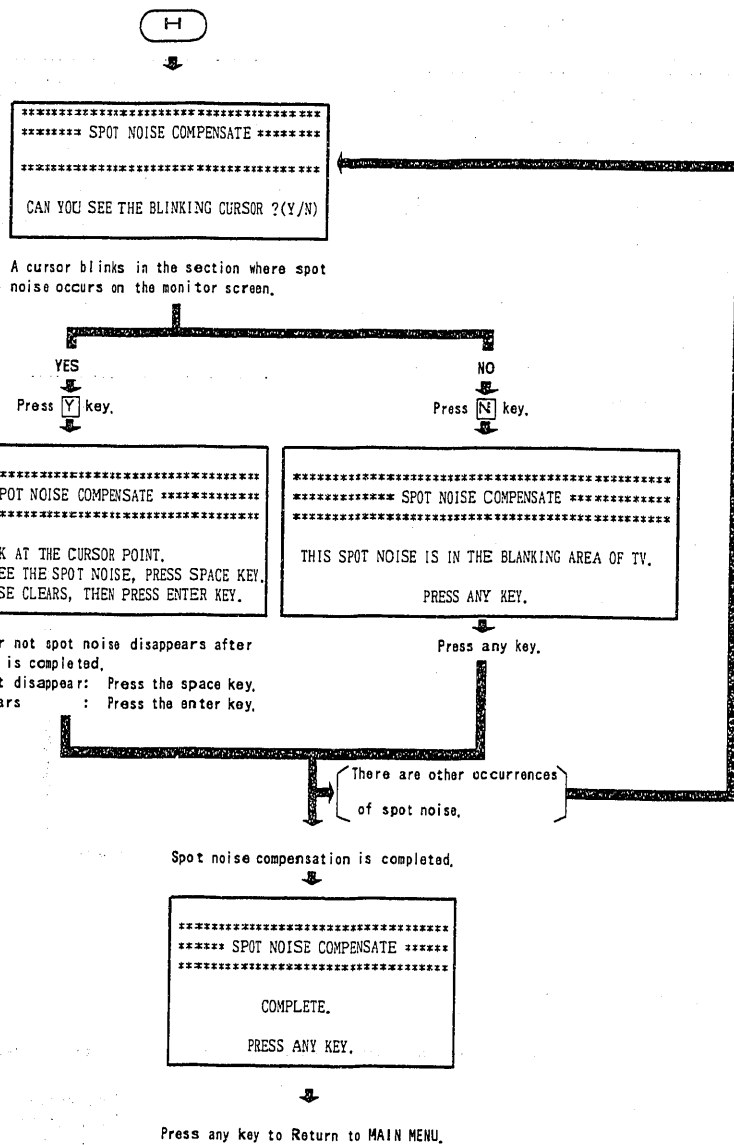 H
*************************************
******** SPOT NOISE COMPENSATE ********
*************************************
CAN YOU SEE THE BLINKING CURSOR ?(Y/N)
A cursor blinks in the section where spot
noise occurs on the monitor screen.
YES
NO
Press Y key.
Press N key.
*********************************
POT NOISE COMPENSATE *************
*********************************
K AT THE CURSOR POINT.
EE THE SPOT NOISE, PRESS SPACE KEY.
SE CLEARS, THEN PRESS ENTER KEY.
***********************************************
************* SPOT NOISE COMPENSATE *************
***********************************************
THIS SPOT NOISE IS IN THE BLANKING AREA OF TV.
PRESS ANY KEY.
r not spot noise disappears after
is completed.
t disappear: Press the space key.
ars : Press the enter key.
Press any key.
There are other occurrences
of spot noise.
Spot noise compensation is completed.
**********************************
****** SPOT NOISE COMPENSATE ******
**********************************
COMPLETE.
PRESS ANY KEY.
Press any key to Return to MAIN MENU.